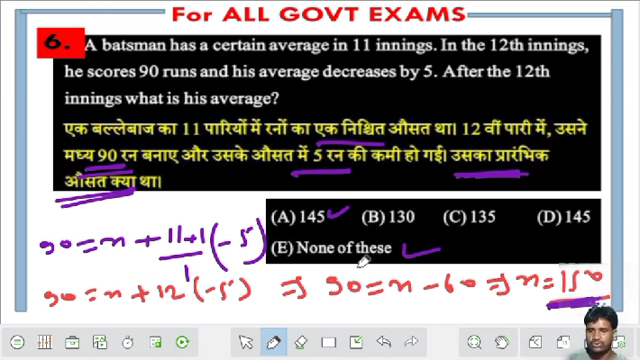 For ALL GOVT EXAMS
6. A batsman has a certain average in 11 innings. In the 12th innings,
he scores 90 runs and his average decreases by 5. After the 12th
innings what is his average?
एक बल्लेबाज का 11 पारियों में रनों का एक निश्चित औसत था। 12 वीं पारी में, उसने
मध्य 90 रन बनाए और उसके औसत में 5 रन की कमी हो गई। उसका प्रारंभिक
औसत क्या था।
(A) 145 (B) 130 (C) 135 (D) 145
(E) None of these
90 = x + 11+1/1 (-5)
90 = x + 12 (-5) ⇒ 90 = x - 60 ⇒ x = 150